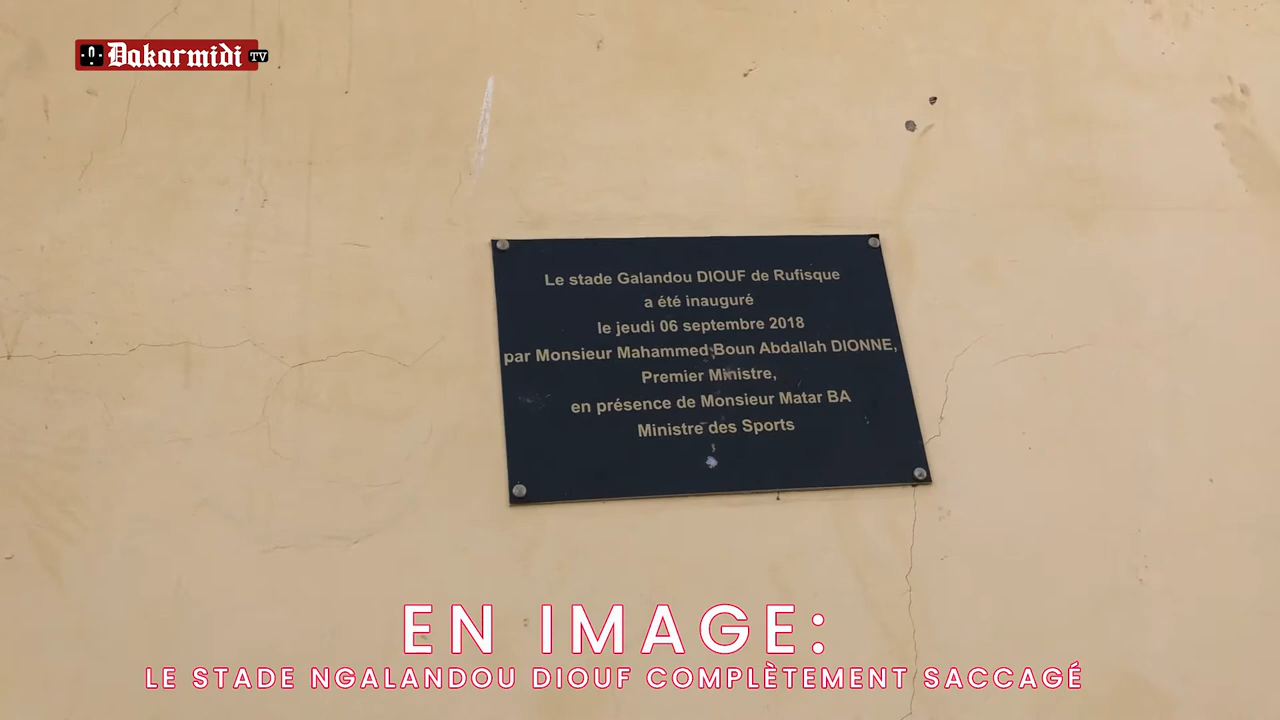 Dakarmidi TV
Le stade Galandou DIOUF de Rufisque
a été inauguré
le jeudi 06 septembre 2018
par Monsieur Mahammed Boun Abdallah DIONNE,
Premier Ministre,
en présence de Monsieur Matar BA
Ministre des Sports
EN IMAGE:
LE STADE NGALANDOU DIOUF COMPLÈTEMENT SACCAGÉ